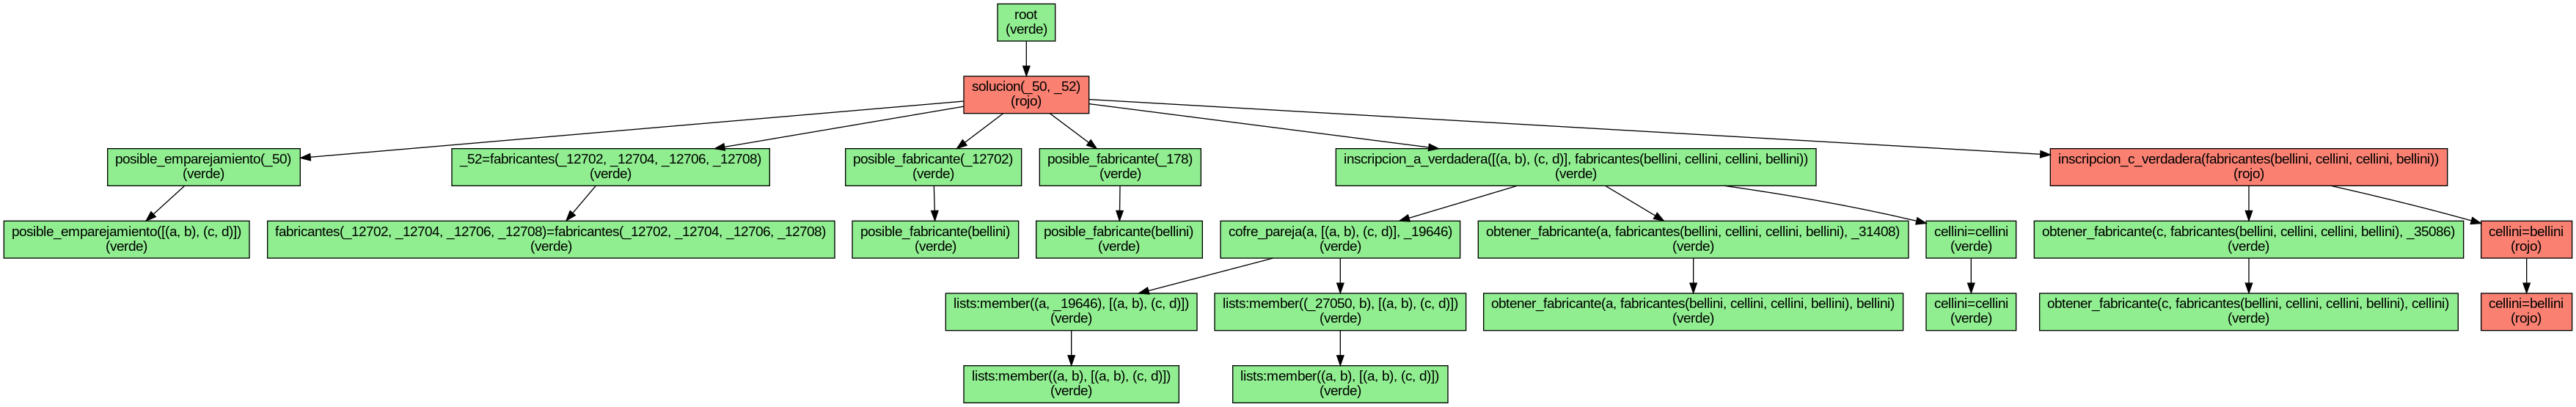 root
(verde)
solucion(_50, _52)
(rojo)
posible_emparejamiento(_50)
(verde)
_52=fabricantes(_12702, _12704, _12706, _12708)
(verde)
posible_fabricante(_12702)
(verde)
posible_fabricante(_178)
(verde)
inscripcion_a_verdadera([(a, b), (c, d)], fabricantes(bellini, cellini, cellini, bellini))
(verde)
inscripcion_c_verdadera(fabricantes(bellini, cellini, cellini, bellini))
(rojo)
posible_emparejamiento([(a, b), (c, d)])
(verde)
fabricantes(_12702, _12704, _12706, _12708)=fabricantes(_12702, _12704, _12706, _12708)
(verde)
posible_fabricante(bellini)
(verde)
posible_fabricante(bellini)
(verde)
cofre_pareja(a, [(a, b), (c, d)], _19646)
(verde)
obtener_fabricante(a, fabricantes(bellini, cellini, cellini, bellini), _31408)
(verde)
cellini=cellini
(verde)
obtener_fabricante(c, fabricantes(bellini, cellini, cellini, bellini), _35086)
(verde)
cellini=bellini
(rojo)
lists:member((a, _19646), [(a, b), (c, d)])
(verde)
lists:member((_27050, b), [(a, b), (c, d)])
(verde)
obtener_fabricante(a, fabricantes(bellini, cellini, cellini, bellini), bellini)
(verde)
cellini=cellini
(verde)
obtener_fabricante(c, fabricantes(bellini, cellini, cellini, bellini), cellini)
(verde)
cellini=bellini
(rojo)
lists:member((a, b), [(a, b), (c, d)])
(verde)
lists:member((a, b), [(a, b), (c, d)])
(verde)